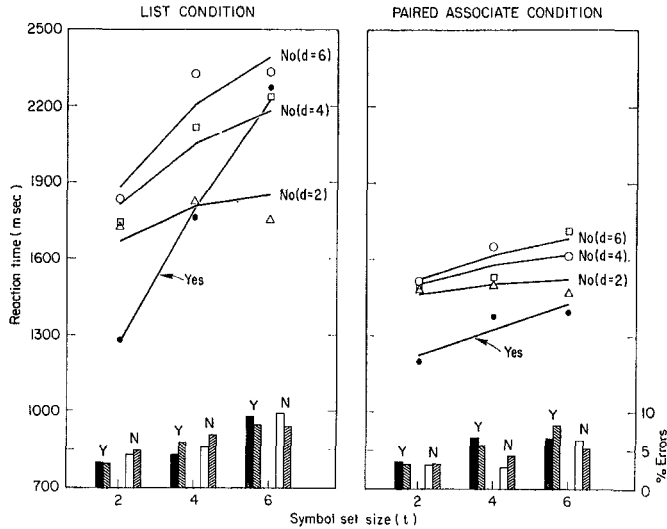 LIST CONDITION
PAIRED ASSOCIATE CONDITION
Reaction time (m sec)
2500
2200
1900
1600
1300
1000
700
No(d=6)
No(d=4)
No(d=2)
Yes
Y
N
Y
N
Y
N
2
4
6
No(d=6)
No(d=4).
No(d=2)
Yes
Y
N
Y
N
Y
N
2
4
6
10
5
0
% Errors
Symbol set size (t)